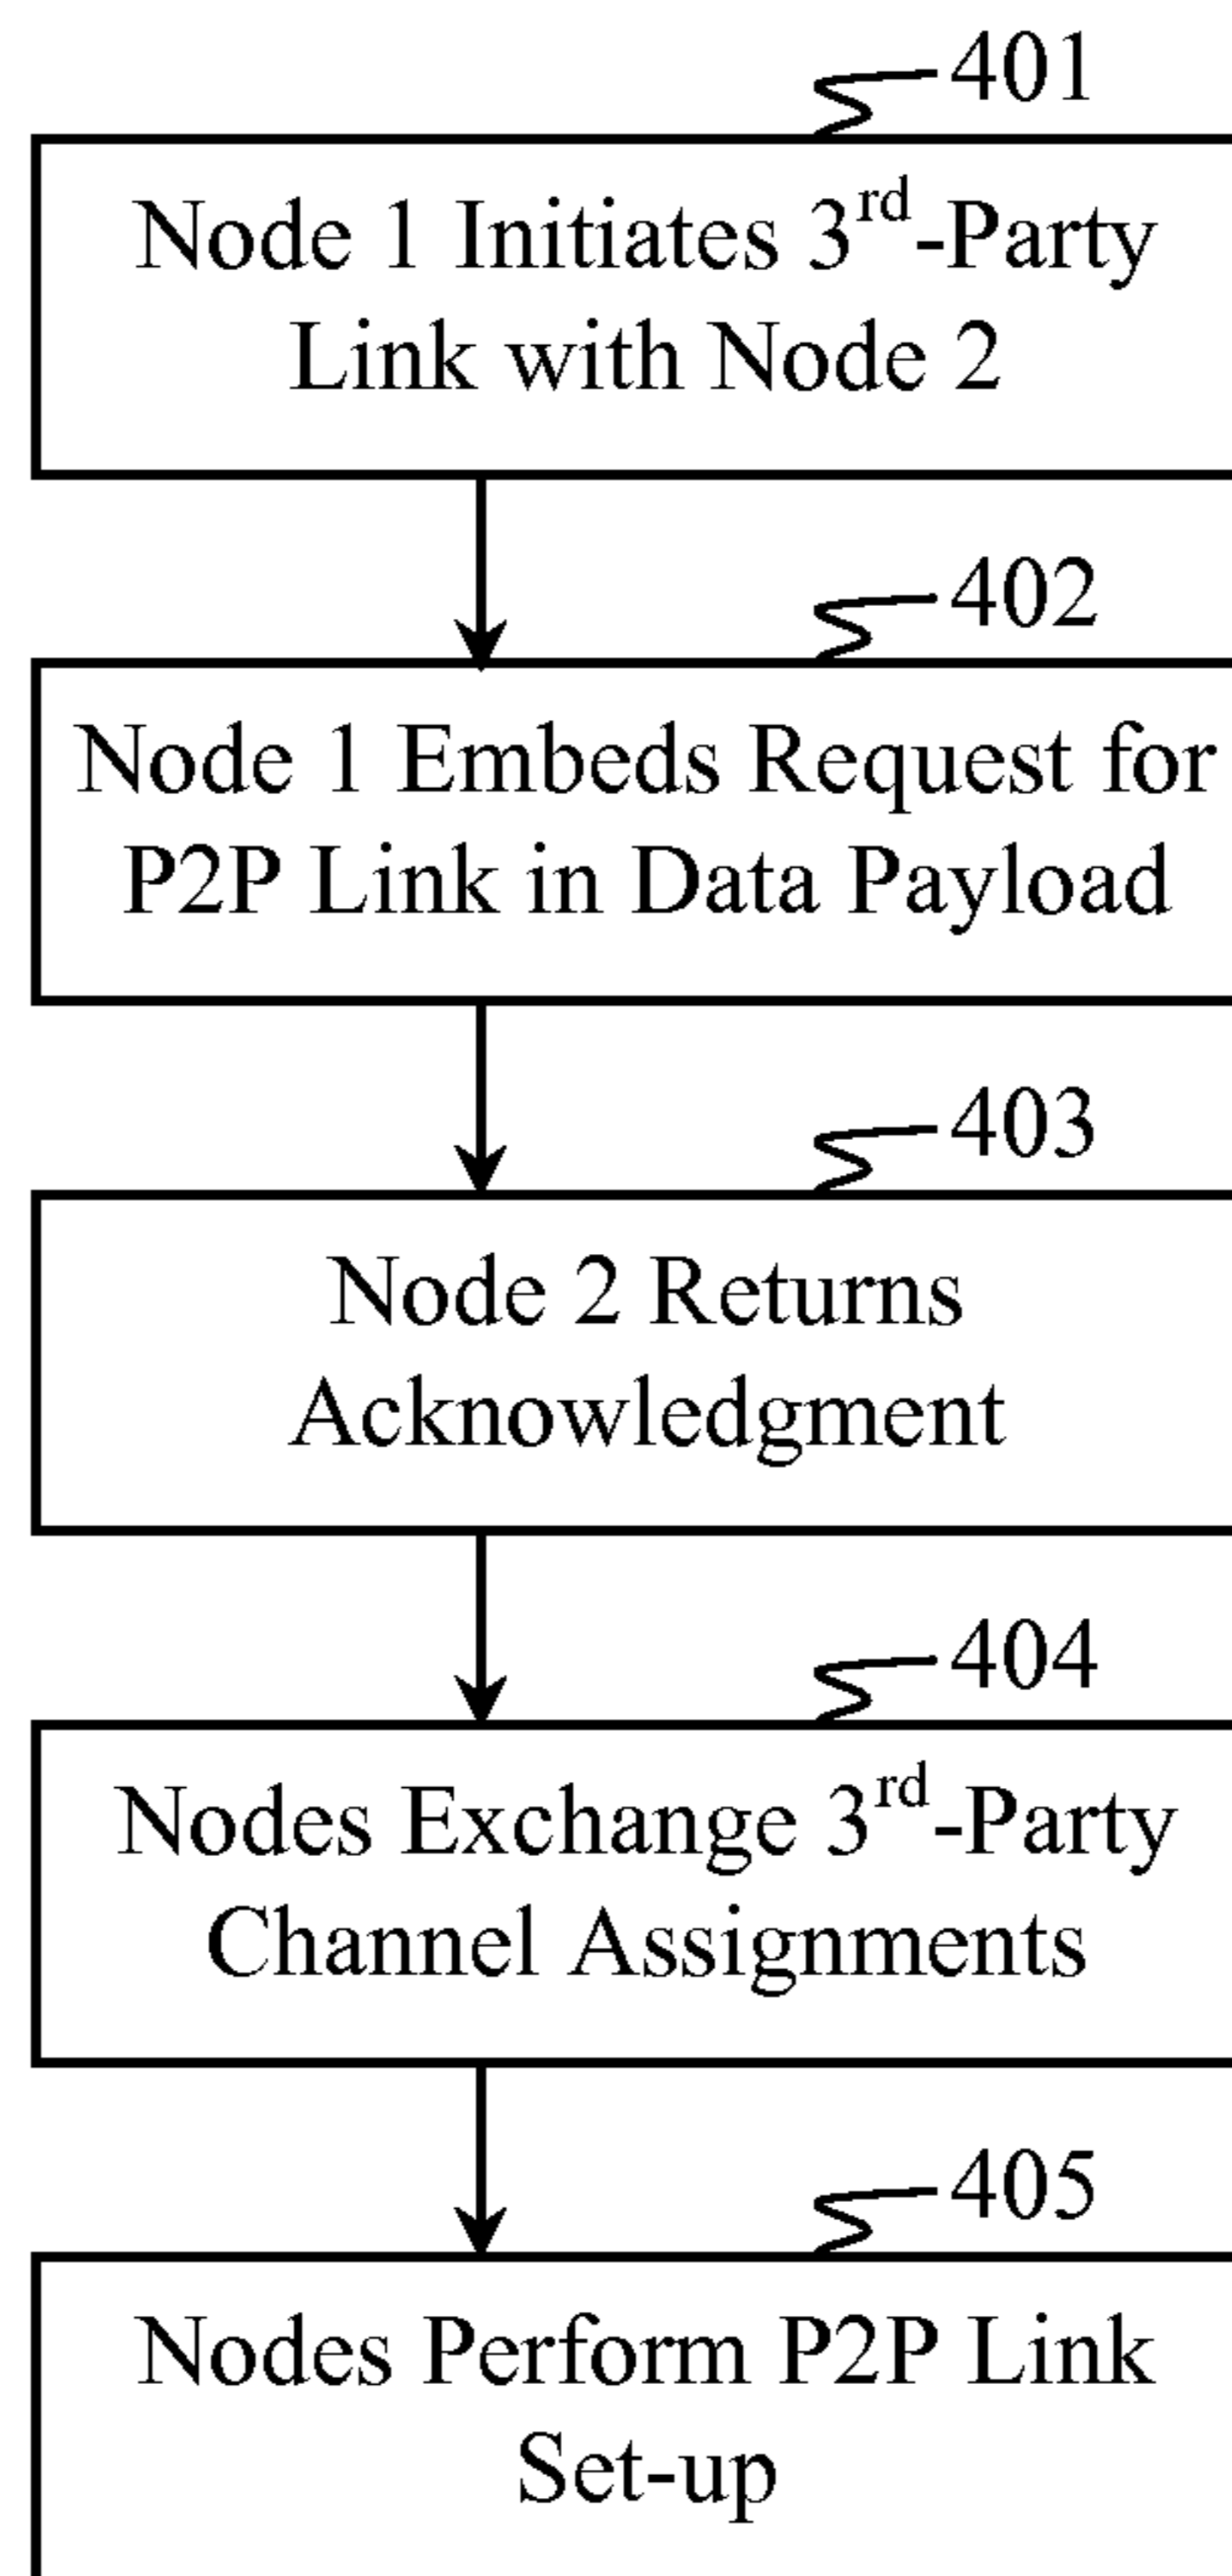 401
Node 1 Initiates 3rd-Party
Link with Node 2
402
Node 1 Embeds Request for
P2P Link in Data Payload
403
Node 2 Returns
Acknowledgment
404
Nodes Exchange 3rd-Party
Channel Assignments
405
Nodes Perform P2P Link
Set-up